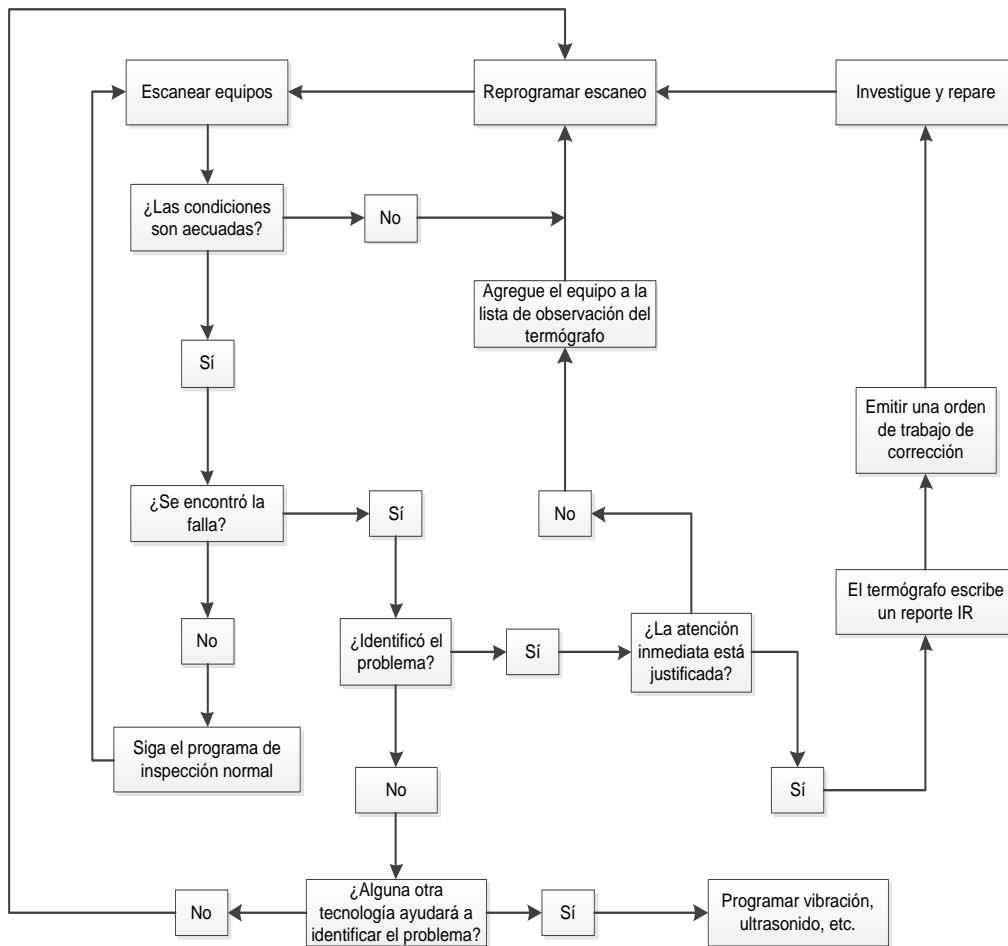 Escanear equipos
Reprogramar escaneo
Investigue y repare
¿Las condiciones
son aecuadas?
No
Agregue el equipo a la
lista de observación del
termógrafo
Sí
Emitir una orden
de trabajo de
corrección
¿Se encontró la
falla?
Sí
No
El termógrafo escribe
un reporte IR
No
¿Identificó el
problema?
Sí
¿La atención
inmediata está
justificada?
Siga el programa de
inspección normal
No
Sí
No
¿Alguna otra
tecnología ayudará a
identificar el problema?
Sí
Programar vibración,
ultrasonido, etc.